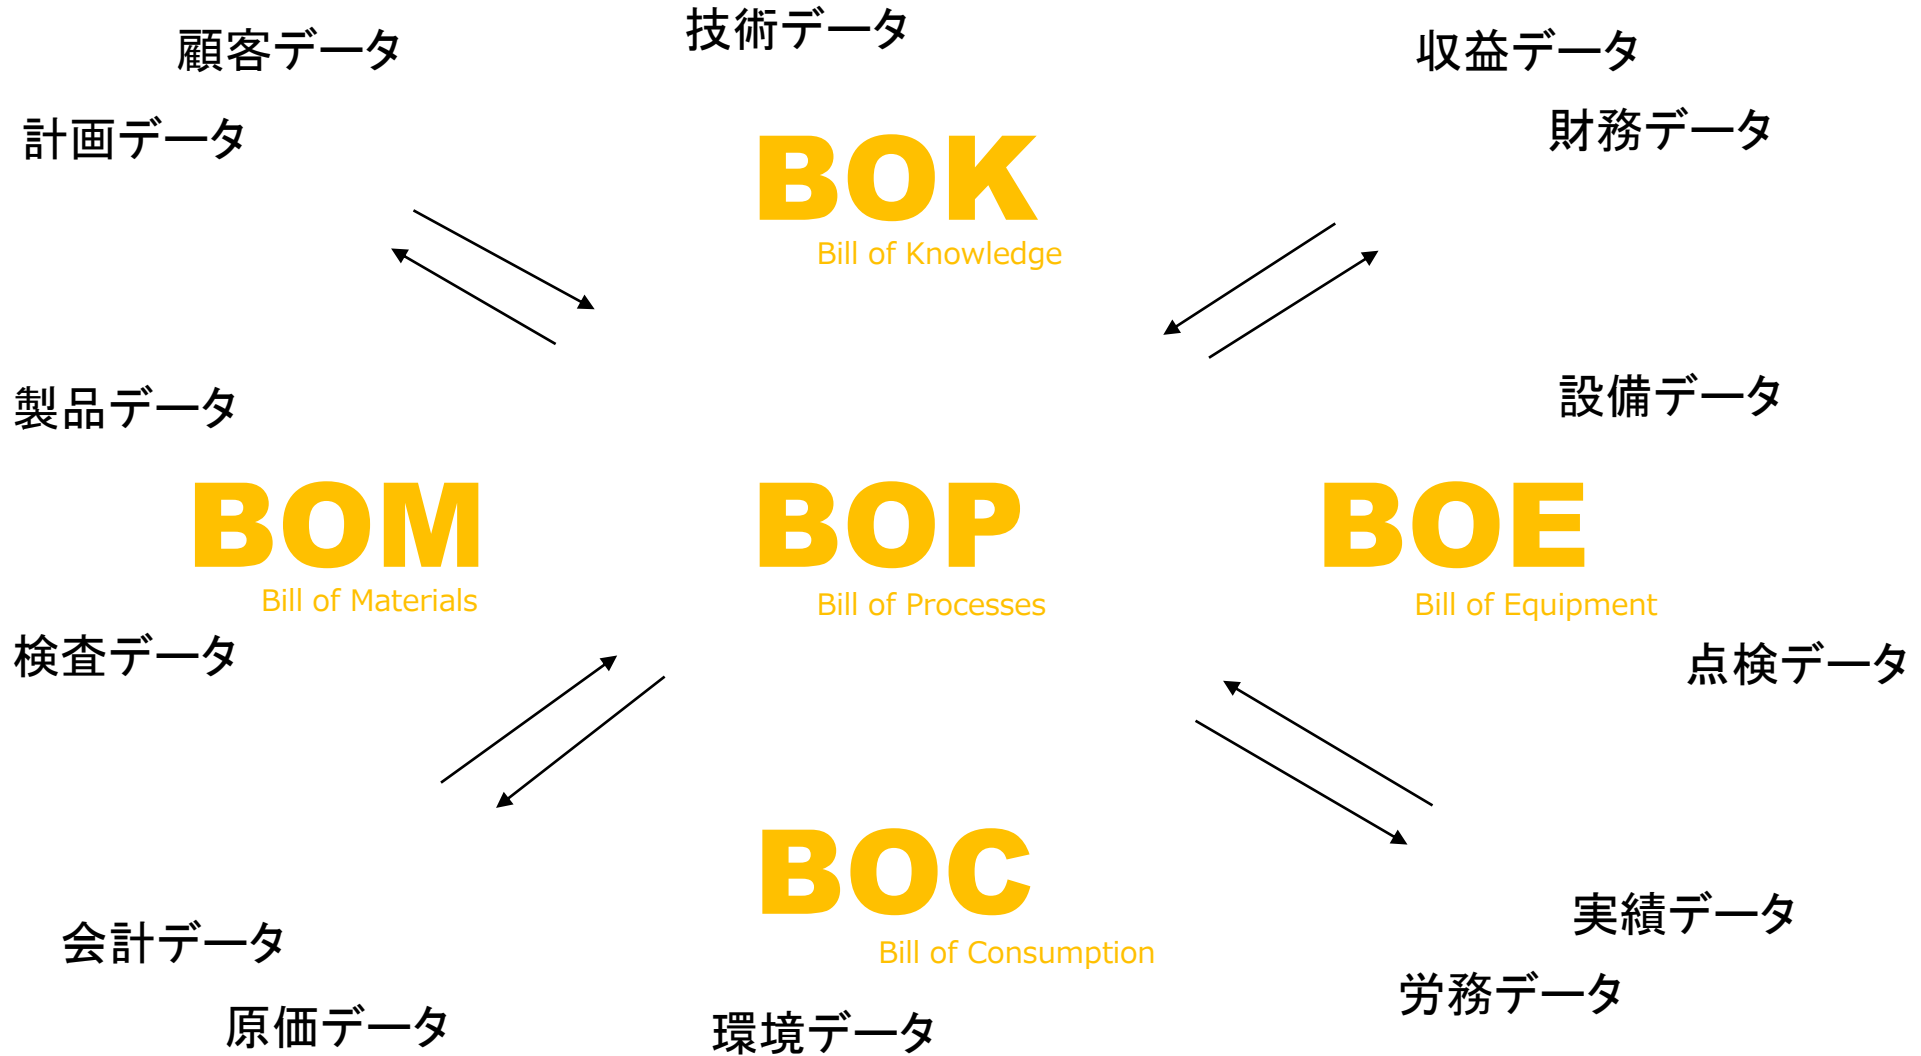 技術データ
顧客データ
収益データ
計画データ
財務データ
BOK
Bill of Knowledge
製品データ
設備データ
BOM
Bill of Materials
BOP
Bill of Processes
BOE
Bill of Equipment
検査データ
点検データ
BOC
Bill of Consumption
会計データ
実績データ
原価データ
環境データ
労務データ